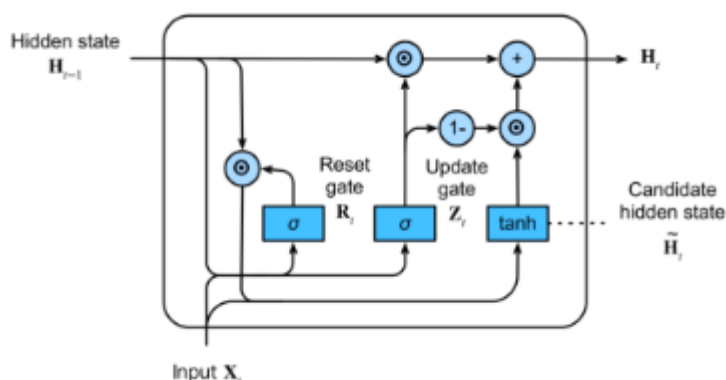 Hidden state
H_{t-1}
H_t
1-
Reset
gate
R_t
Update
gate
Z_t
σ
σ
tanh
Candidate
hidden state
H̃_t
Input X_t